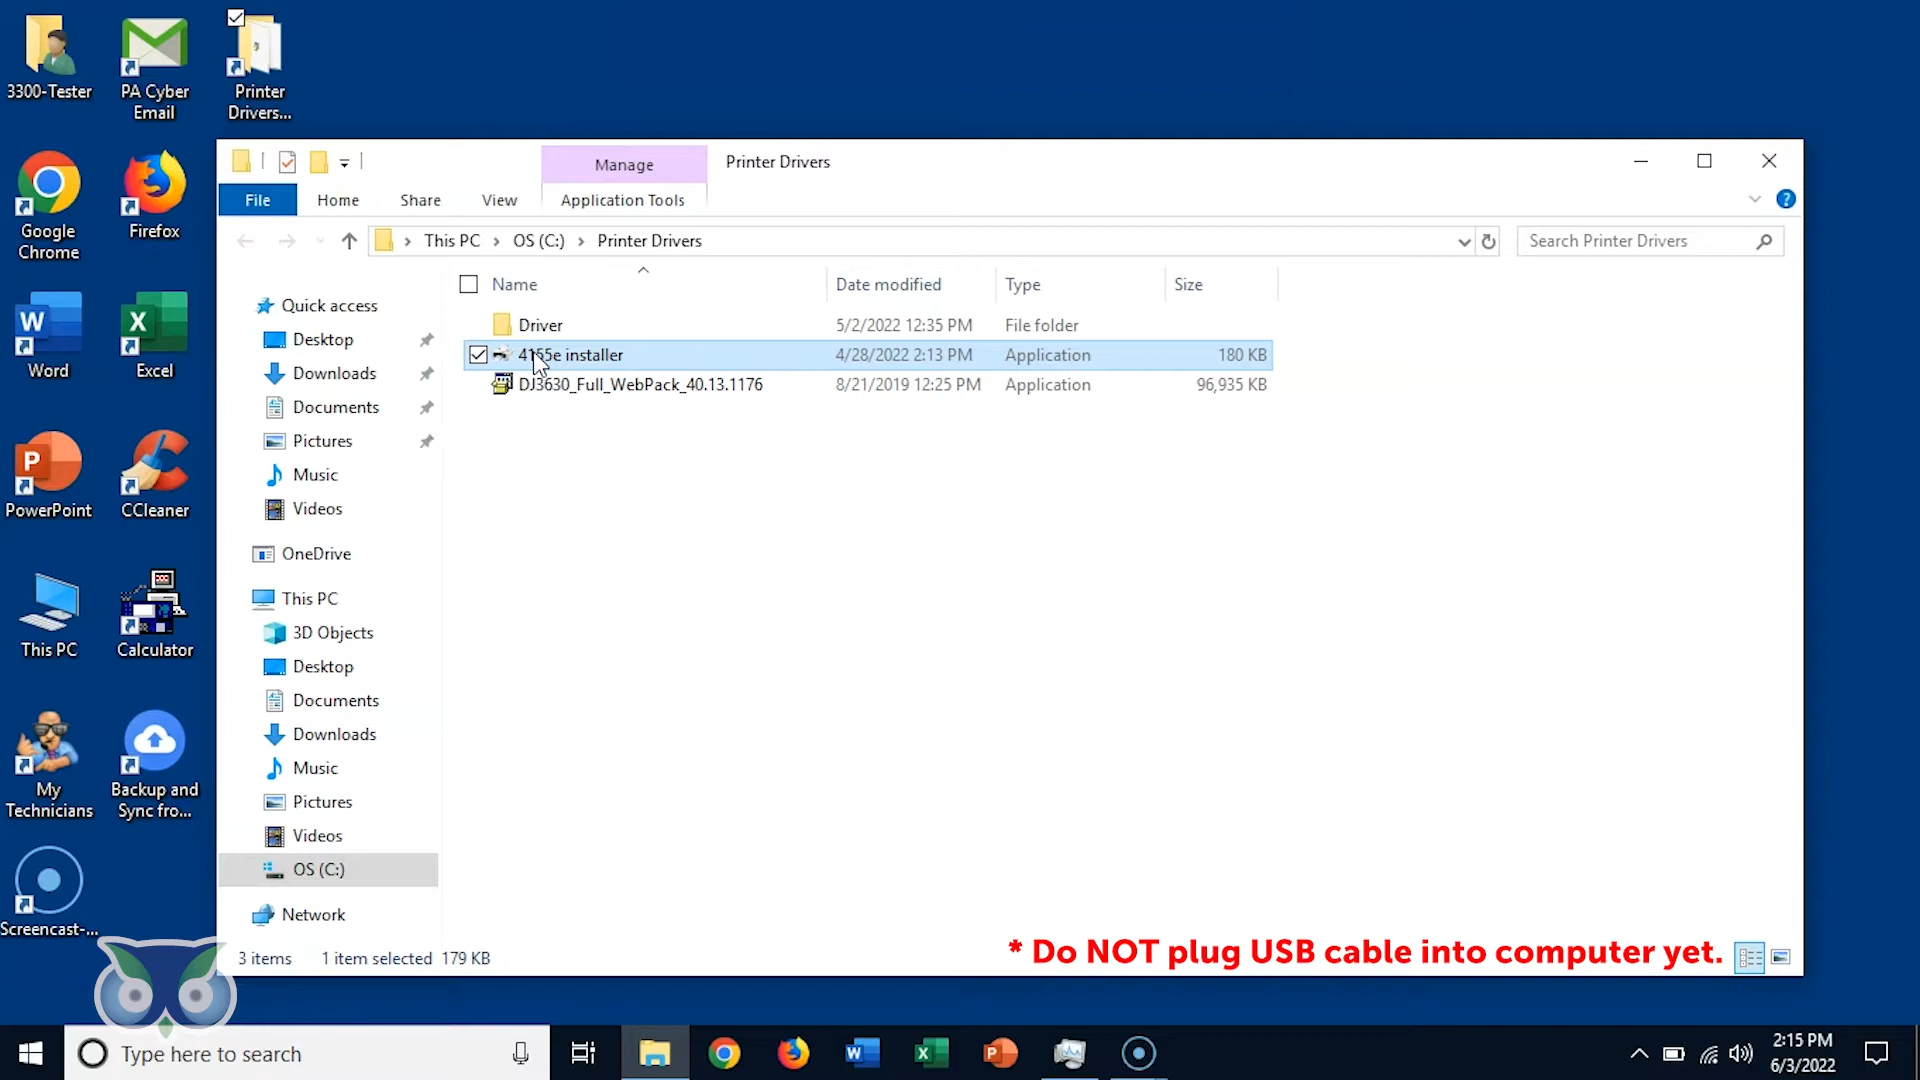 3300-Tester
PA Cyber
Email
Printer
Drivers...
Google
Chrome
Firefox
Word
Excel
PowerPoint
CCleaner
This PC
Calculator
My
Technicians
Backup and
Sync fro...
Screencast-...
Manage
Printer Drivers
File
Home
Share
View
Application Tools
This PC > OS (C:) > Printer Drivers
Search Printer Drivers
Name
Date modified
Type
Size
Driver
5/2/2022 12:35 PM
File folder
4155e installer
4/28/2022 2:13 PM
Application
180 KB
DJ3630_Full_WebPack_40.13.1176
8/21/2019 12:25 PM
Application
96,935 KB
Quick access
Desktop
Downloads
Documents
Pictures
Music
Videos
OneDrive
This PC
3D Objects
Desktop
Documents
Downloads
Music
Pictures
Videos
OS (C:)
Network
3 items
1 item selected 179 KB
* Do NOT plug USB cable into computer yet.
Type here to search
2:15 PM
6/3/2022